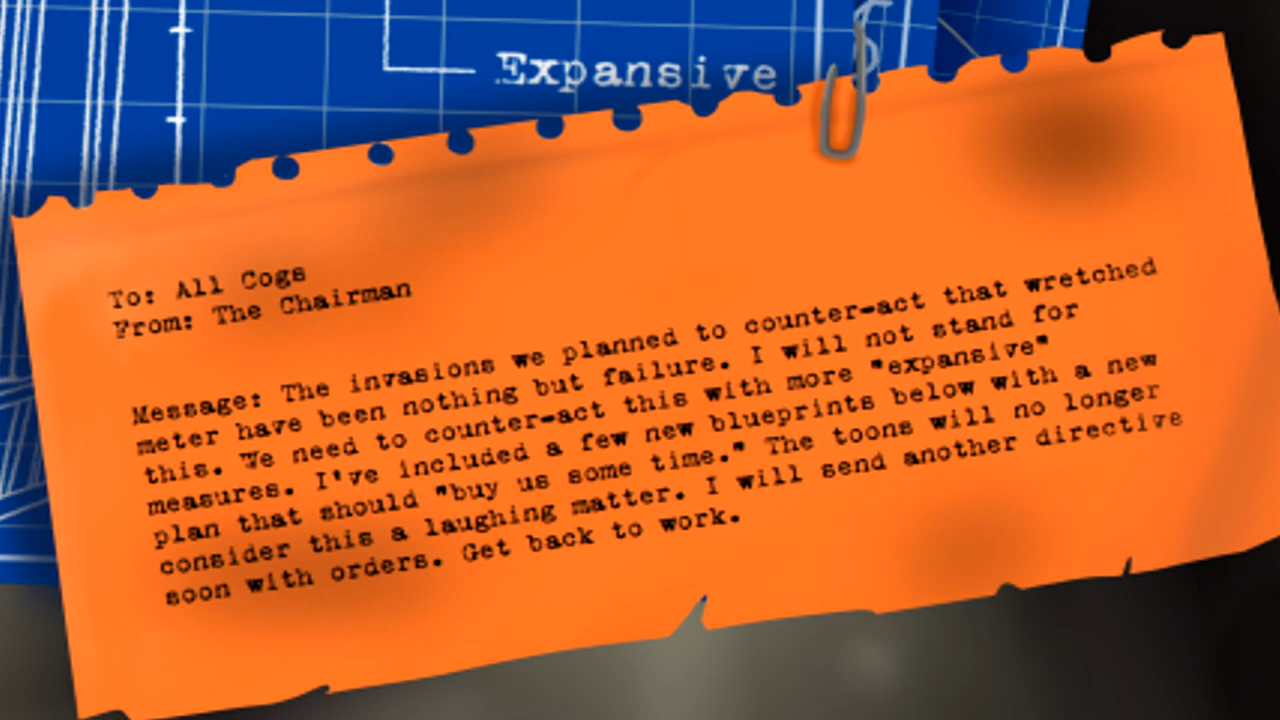 Expansive
To: All Cogs
From: The Chairman
Message: The invasions we planned to counter-act that wretched
meter have been nothing but failure. I will not stand for
this. We need to counter-act this with more "expansive"
measures. I've included a few new blueprints below with a new
plan that should "buy us some time." The toons will no longer
consider this a laughing matter. I will send another directive
soon with orders. Get back to work.